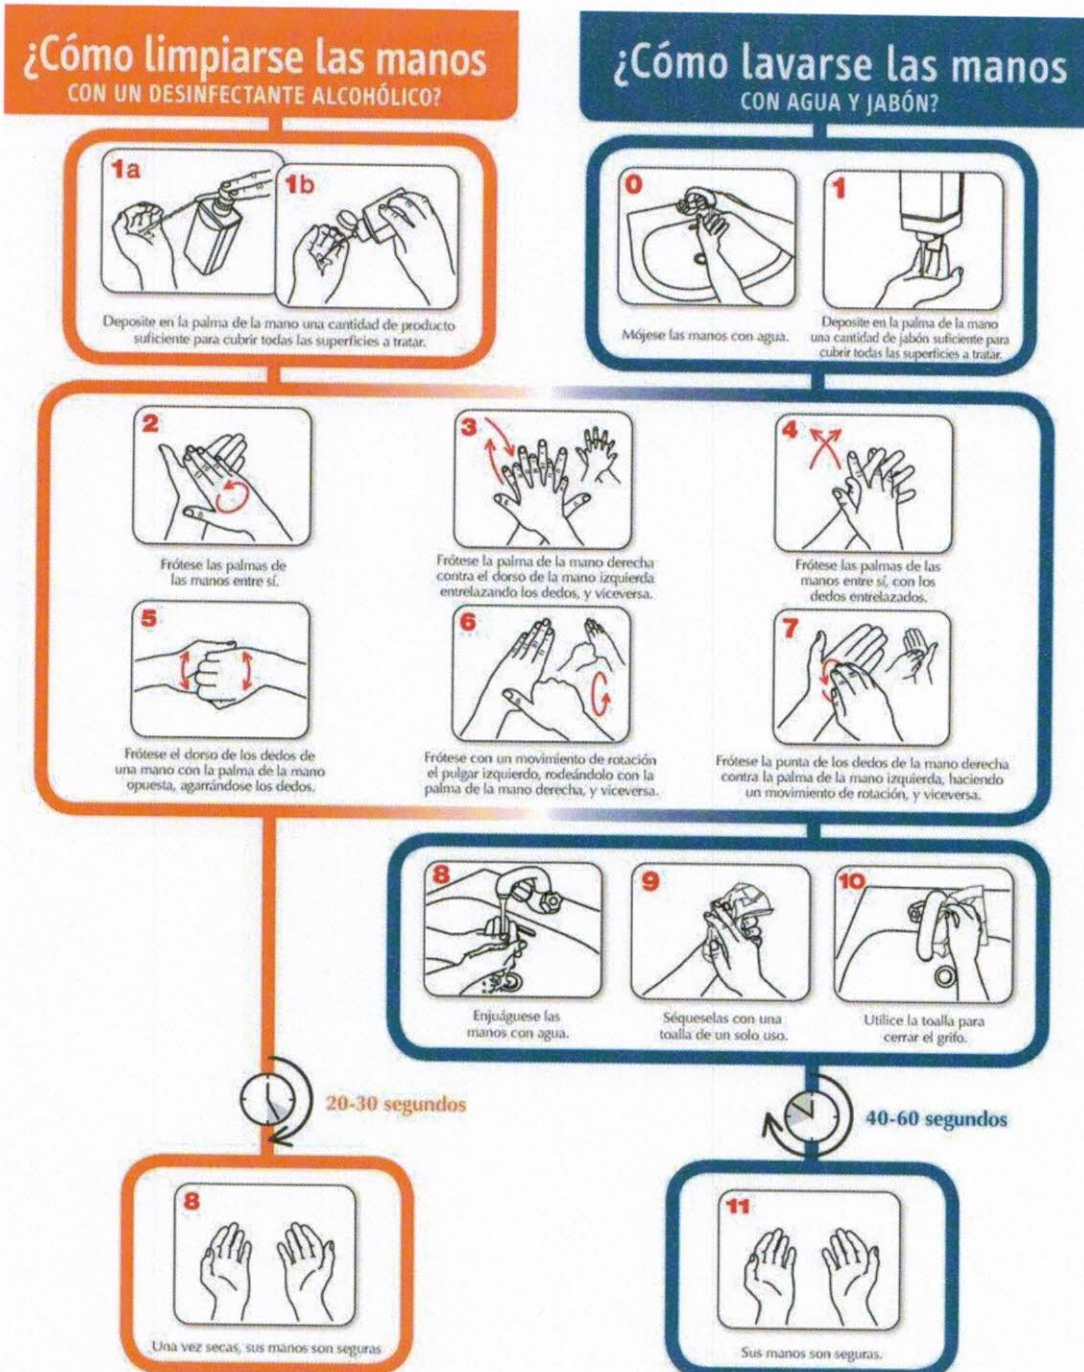 ¿Cómo limpiarse las manos
CON UN DESINFECTANTE ALCOHÓLICO?
¿Cómo lavarse las manos
CON AGUA Y JABÓN?
1a
1b
Deposite en la palma de la mano una cantidad de producto
suficiente para cubrir todas las superficies a tratar.
0
Mójese las manos con agua.
1
Deposite en la palma de la mano
una cantidad de jabón suficiente para
cubrir todas las superficies a tratar.
2
Frótese las palmas de
las manos entre sí.
3
Frótese la palma de la mano derecha
contra el dorso de la mano izquierda
entrelazando los dedos, y viceversa.
4
Frótese las palmas de las
manos entre sí, con los
dedos entrelazados.
5
Frótese el dorso de los dedos de
una mano con la palma de la mano
opuesta, agarrándose los dedos.
6
Frótese con un movimiento de rotación
el pulgar izquierdo, rodeándolo con la
palma de la mano derecha, y viceversa.
7
Frótese la punta de los dedos de la mano derecha
contra la palma de la mano izquierda, haciendo
un movimiento de rotación, y viceversa.
8
Enjuáguese las
manos con agua.
9
Séqueselas con una
toalla de un solo uso.
10
Utilice la toalla para
cerrar el grifo.
20-30 segundos
40-60 segundos
8
Una vez secas, sus manos son seguras
11
Sus manos son seguras.